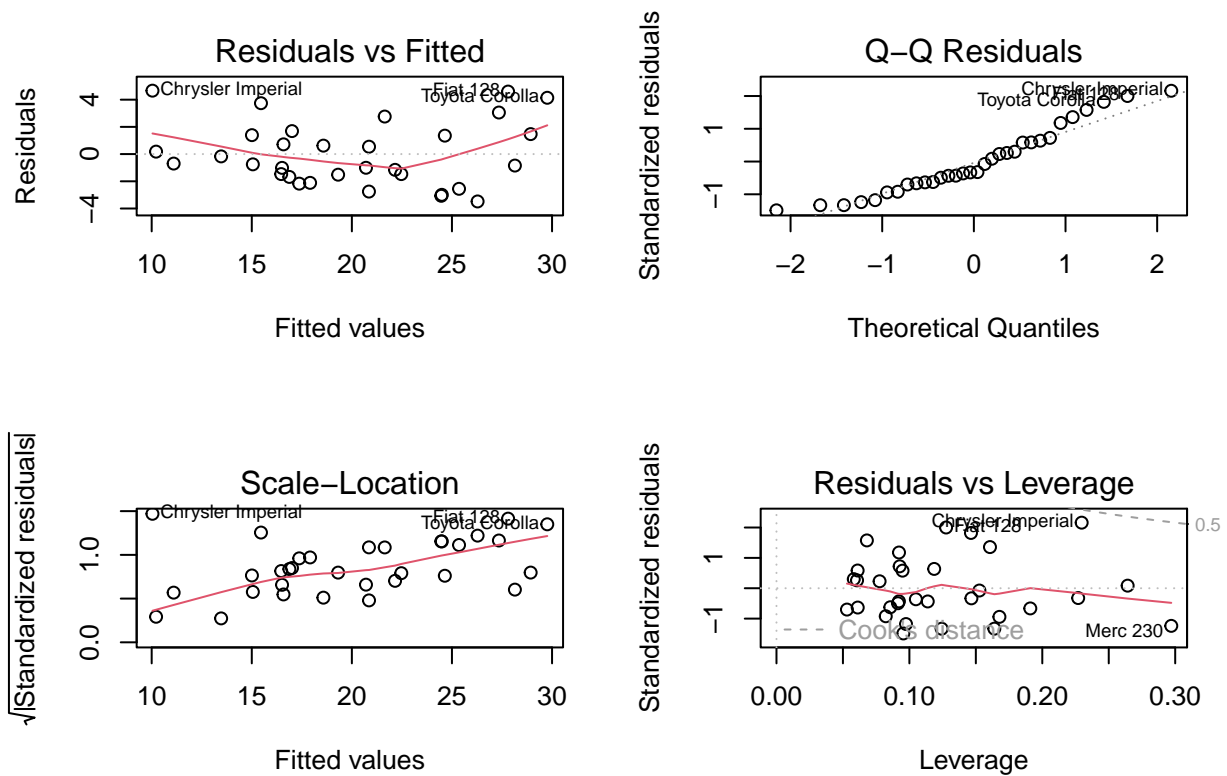 Residuals vs Fitted
Residuals
4
0
−4
Chrysler Imperial
Fiat 128
Toyota Corolla
10 15 20 25 30
Fitted values
Q−Q Residuals
Standardized residuals
1
−1
Chrysler Imperial
Fiat 128
Toyota Corolla
−2 −1 0 1 2
Theoretical Quantiles
Scale−Location
√|Standardized residuals|
1.0
0.0
Chrysler Imperial
Fiat 128
Toyota Corolla
10 15 20 25 30
Fitted values
Residuals vs Leverage
Standardized residuals
1
−1
Chrysler Imperial
Fiat 128
0.5
Cook's distance
Merc 230
0.00 0.10 0.20 0.30
Leverage